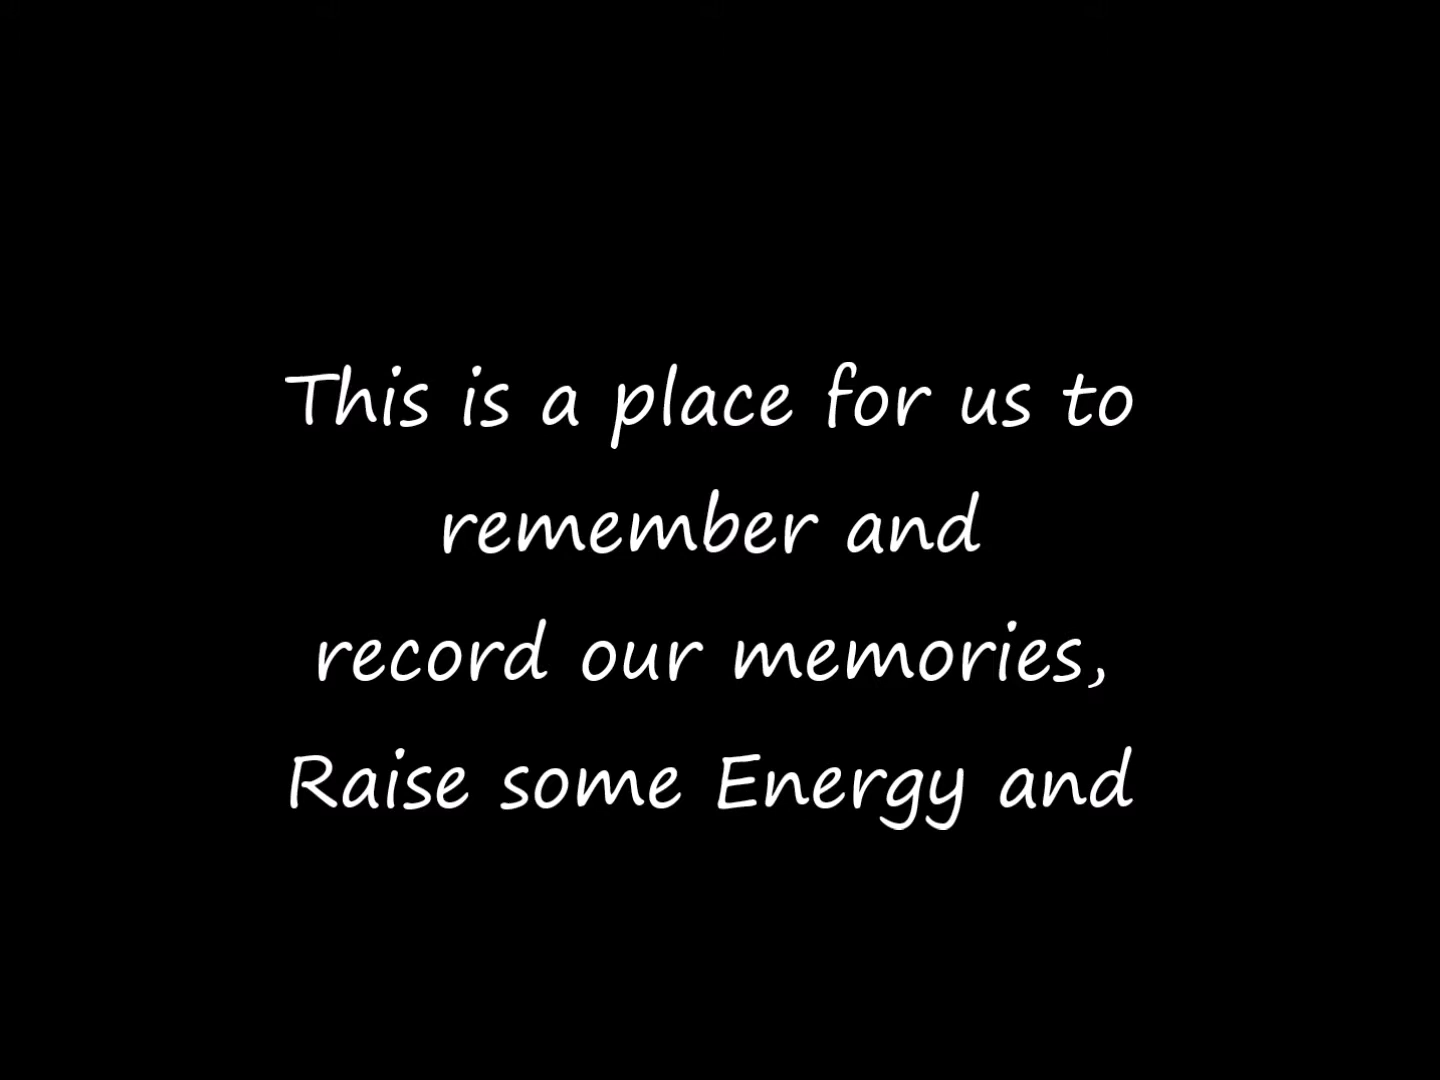 This is a place for us to
remember and
record our memories,
Raise some Energy and